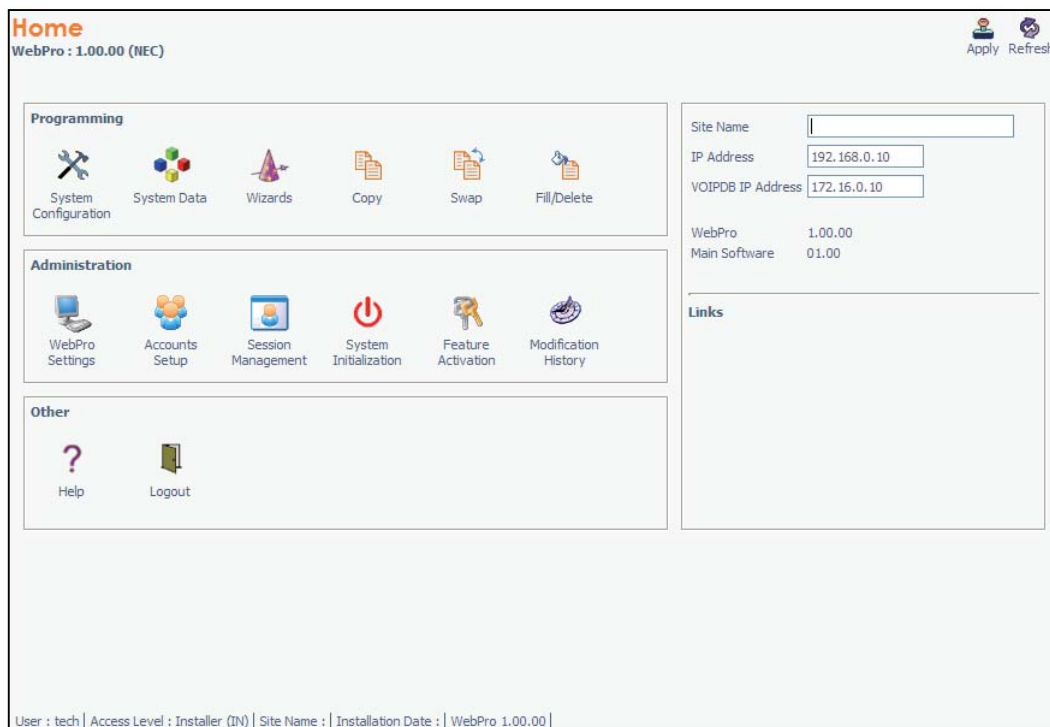 Home
WebPro : 1.00.00 (NEC)
Apply Refresh
Programming
System Configuration
System Data
Wizards
Copy
Swap
Fill/Delete
Administration
WebPro Settings
Accounts Setup
Session Management
System Initialization
Feature Activation
Modification History
Other
Help
Logout
Site Name
IP Address 192.168.0.10
VOIPDB IP Address 172.16.0.10
WebPro 1.00.00
Main Software 01.00
Links
User : tech | Access Level : Installer (IN) | Site Name : | Installation Date : | WebPro 1.00.00 |